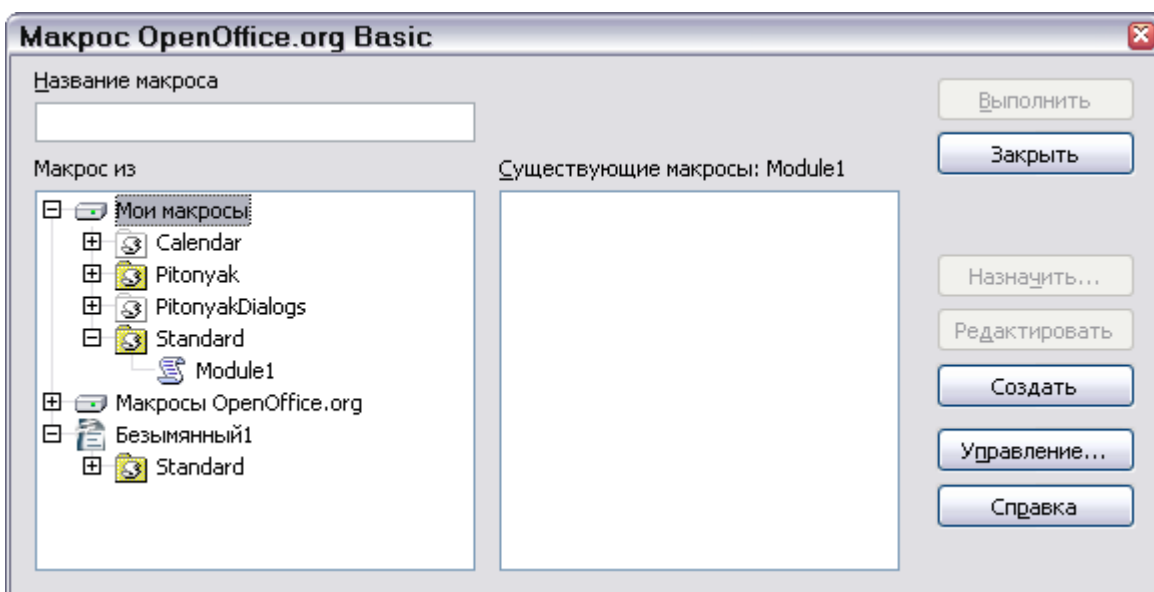 Макрос OpenOffice.org Basic
Название макроса
Выполнить
Закрыть
Макрос из
Существующие макросы: Module1
Мои макросы
Calendar
Pitonyak
PitonyakDialogs
Standard
Module1
Макросы OpenOffice.org
Безымянный1
Standard
Назначить...
Редактировать
Создать
Управление...
Справка